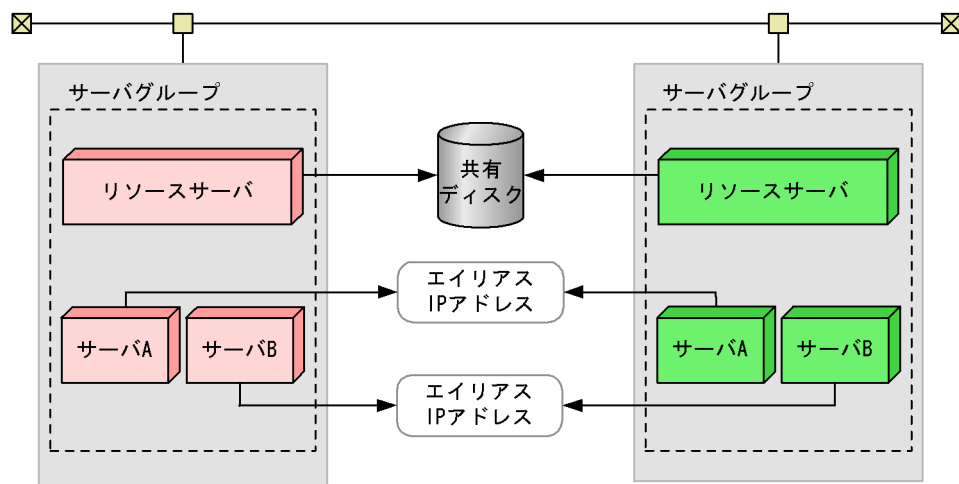 サーバグループ
サーバグループ
リソースサーバ
共有
ディスク
リソースサーバ
エイリアス
IPアドレス
サーバA
サーバB
サーバA
サーバB
エイリアス
IPアドレス